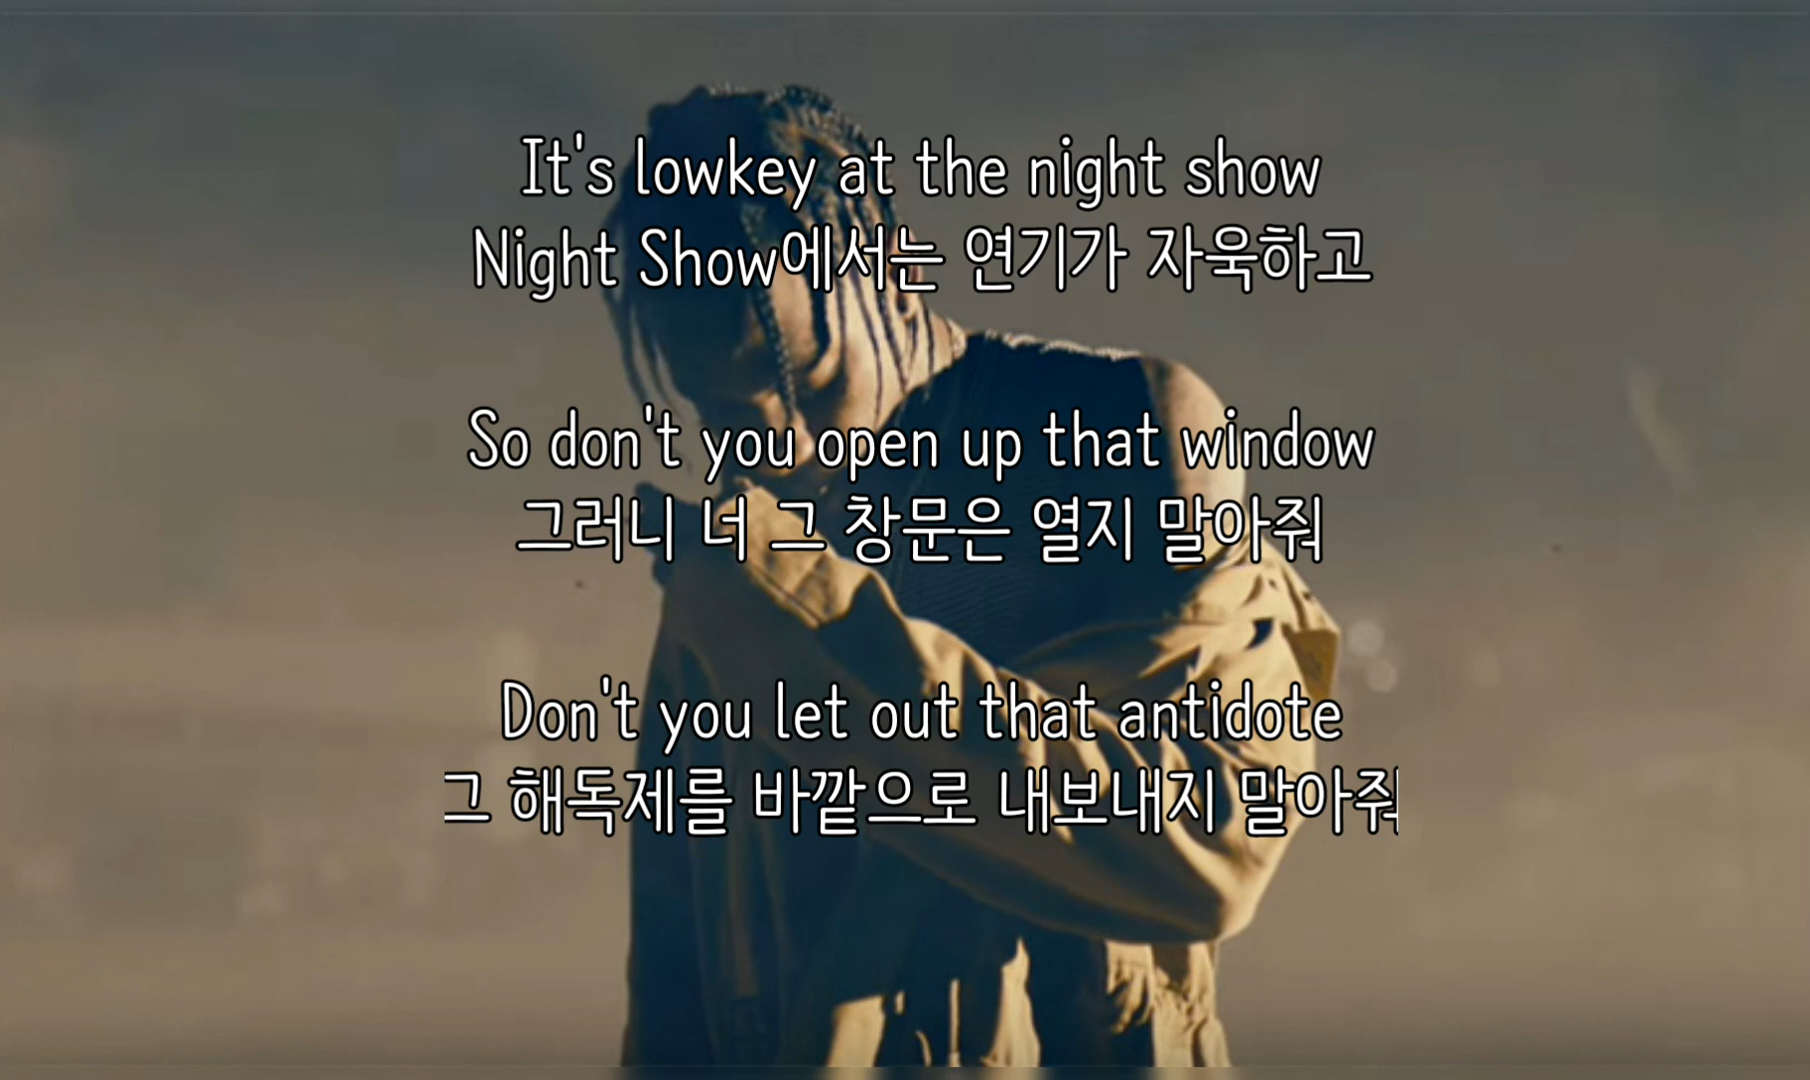 It's lowkey at the night show
Night Show에서는 연기가 자욱하고
So don't you open up that window
그러니 너 그 창문은 열지 말아줘
Don't you let out that antidote
그 해독제를 바깥으로 내보내지 말아줘